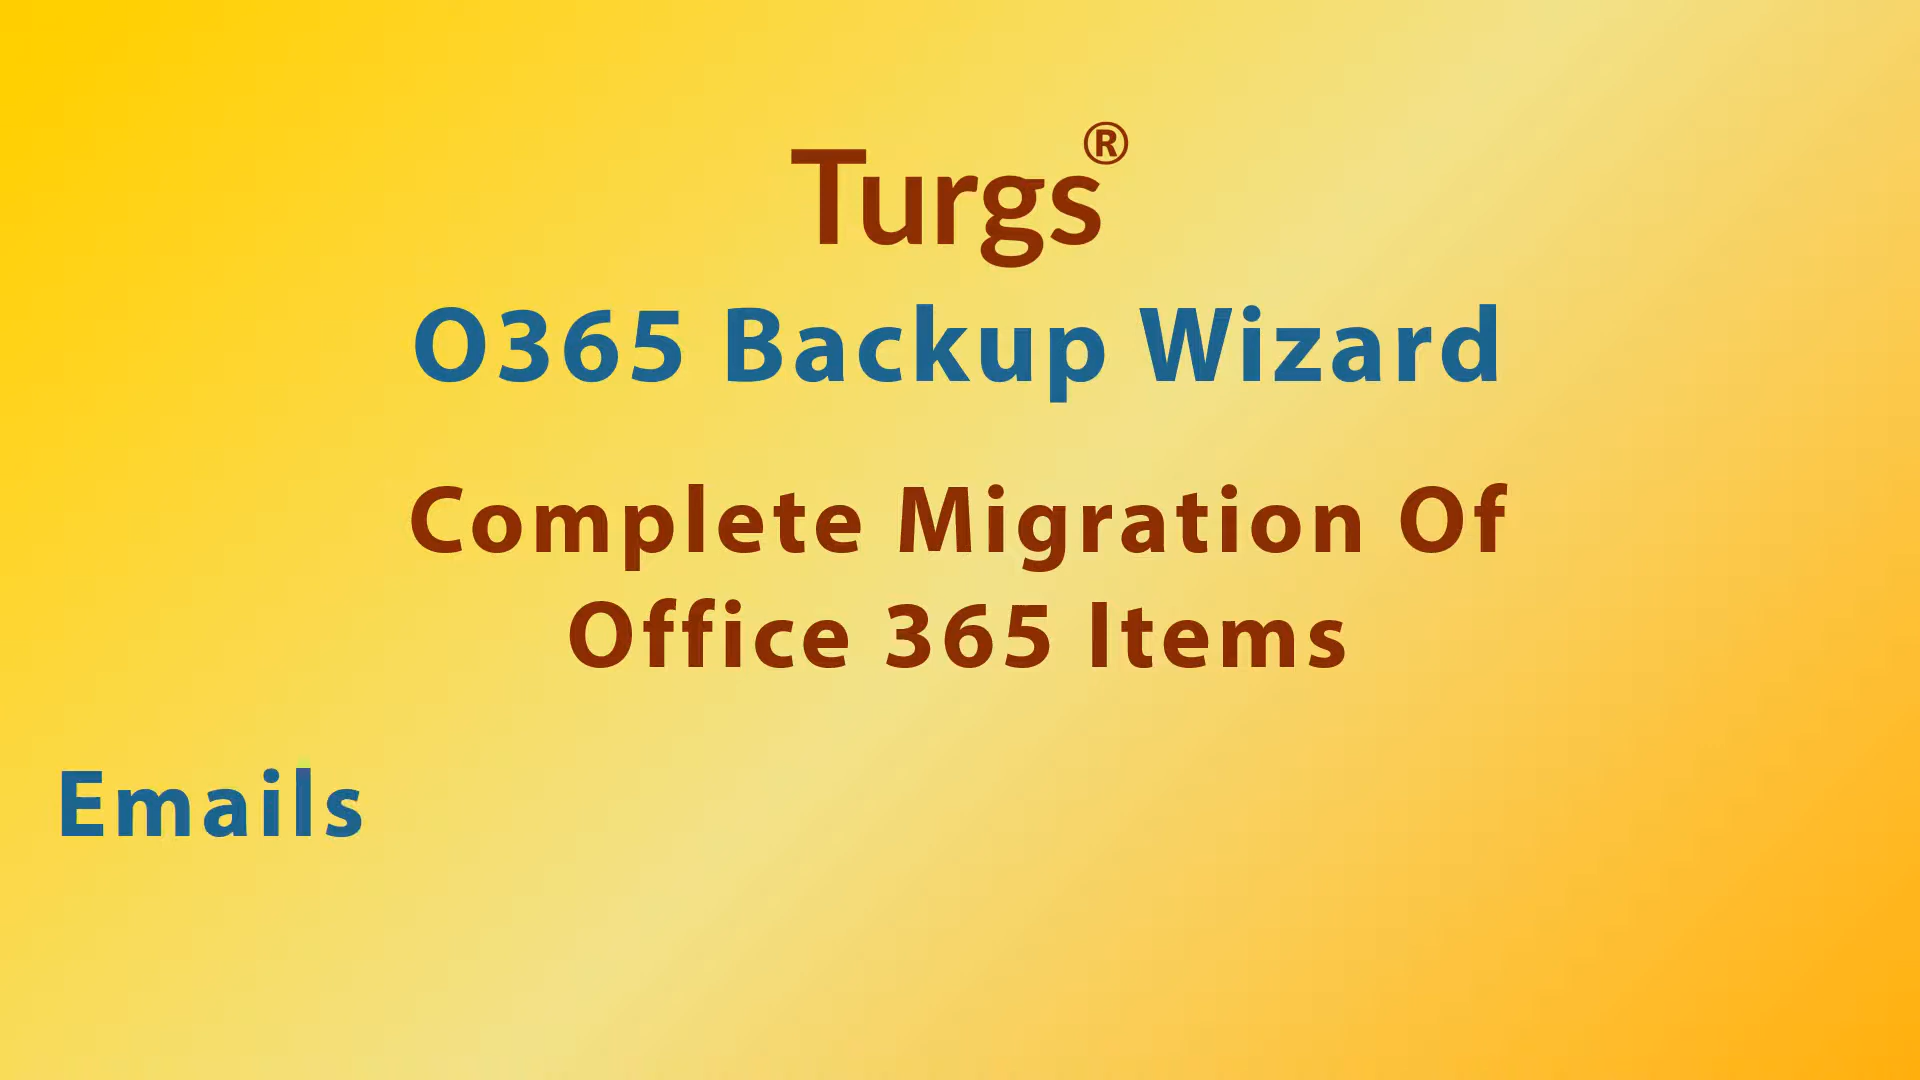 Turgs®
O365 Backup Wizard
Complete Migration Of
Office 365 Items
Emails